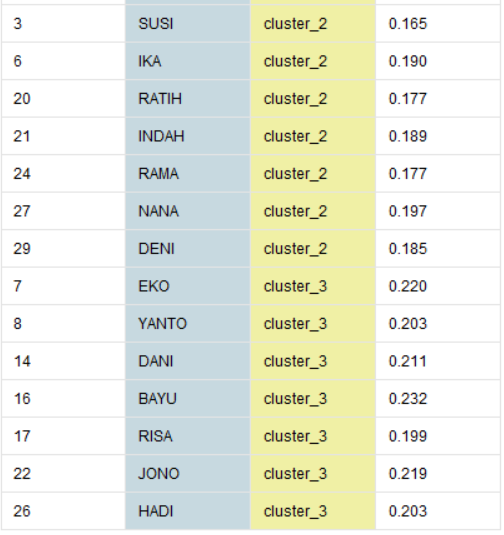 3 SUSI cluster_2 0.165
6 IKA cluster_2 0.190
20 RATIH cluster_2 0.177
21 INDAH cluster_2 0.189
24 RAMA cluster_2 0.177
27 NANA cluster_2 0.197
29 DENI cluster_2 0.185
7 EKO cluster_3 0.220
8 YANTO cluster_3 0.203
14 DANI cluster_3 0.211
16 BAYU cluster_3 0.232
17 RISA cluster_3 0.199
22 JONO cluster_3 0.219
26 HADI cluster_3 0.203